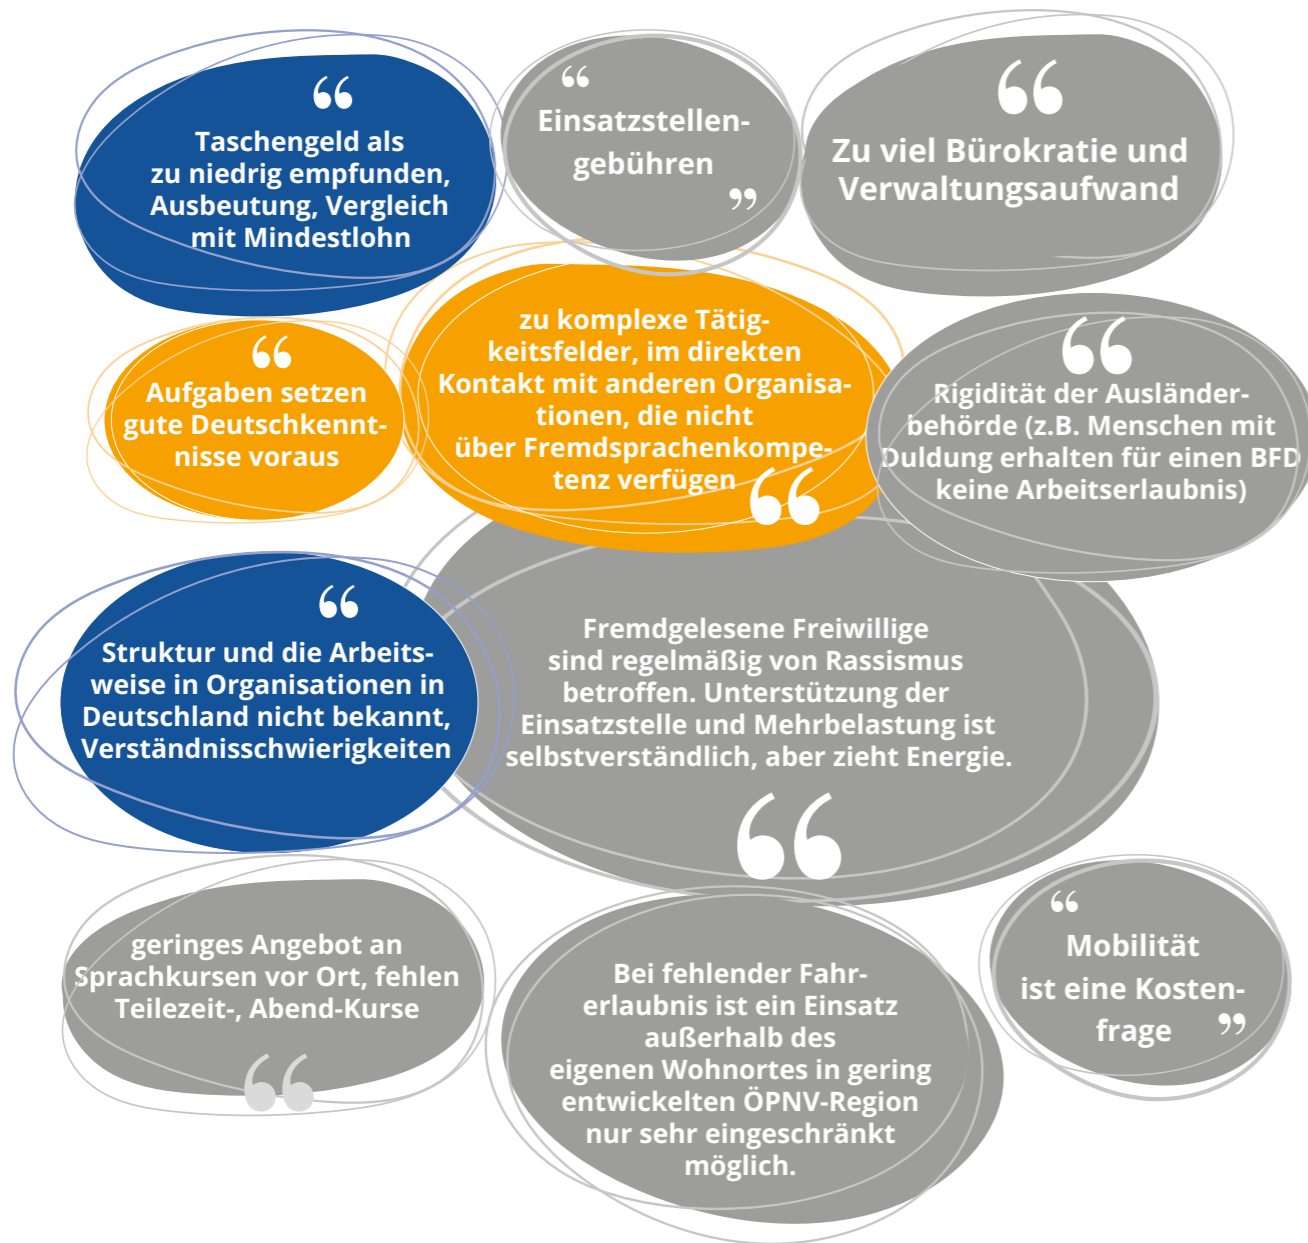 Taschengeld als
zu niedrig empfunden,
Ausbeutung, Vergleich
mit Mindestlohn
Einsatzstellen-
gebühren
Zu viel Bürokratie und
Verwaltungsaufwand
Aufgaben setzen
gute Deutschkennt-
nisse voraus
zu komplexe Tätig-
keitsfelder, im direkten
Kontakt mit anderen Organisa-
tionen, die nicht
über Fremdsprachenkompe-
tenz verfügen
Rigidität der Ausländer-
behörde (z.B. Menschen mit
Duldung erhalten für einen BFD
keine Arbeitserlaubnis)
Struktur und die Arbeits-
weise in Organisationen in
Deutschland nicht bekannt,
Verständnisschwierigkeiten
Fremdgelesene Freiwillige
sind regelmäßig von Rassismus
betroffen. Unterstützung der
Einsatzstelle und Mehrbelastung ist
selbstverständlich, aber zieht Energie.
geringes Angebot an
Sprachkursen vor Ort, fehlen
Teilezeit-, Abend-Kurse
Bei fehlender Fahr-
erlaubnis ist ein Einsatz
außerhalb des
eigenen Wohnortes in gering
entwickelten ÖPNV-Region
nur sehr eingeschränkt
möglich.
Mobilität
ist eine Kosten-
frage